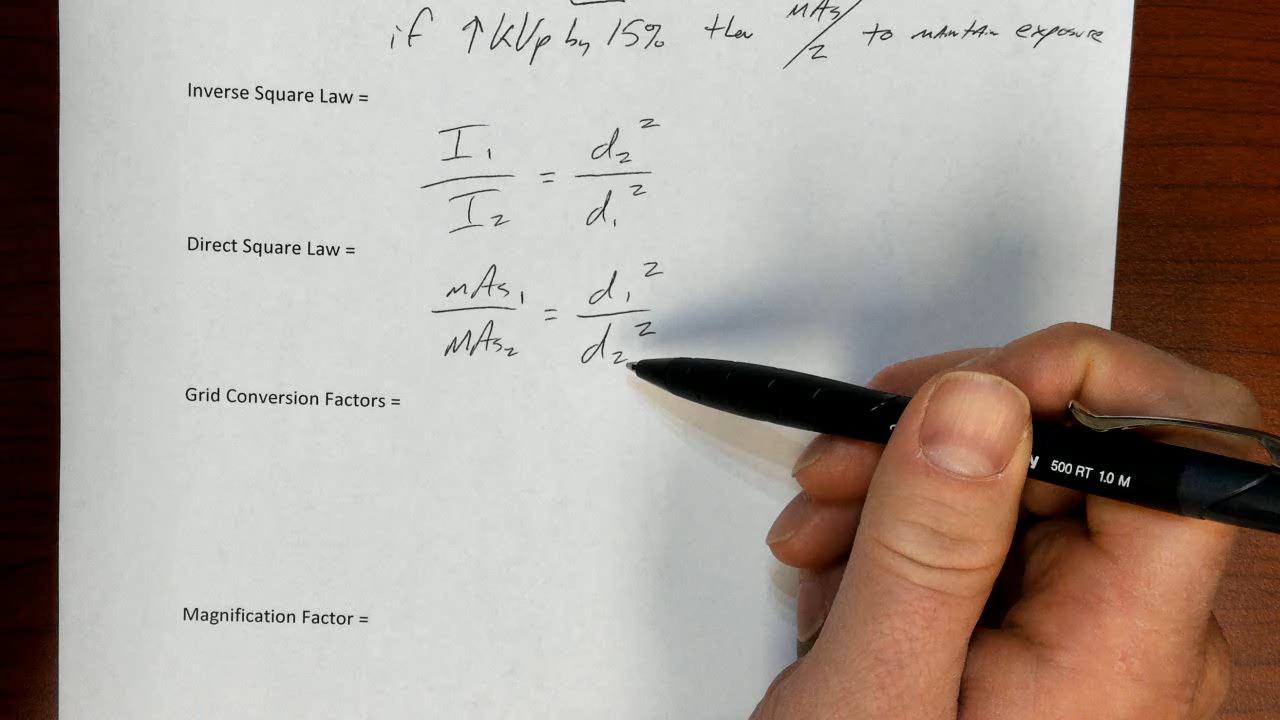 if ↑ kVp by 15% then mAs/2 to maintain exposure
Inverse Square Law =
I₁/I₂ = d₂²/d₁²
Direct Square Law =
mAs₁/mAs₂ = d₁²/d₂²
Grid Conversion Factors =
Magnification Factor =
500 RT 1.0 M